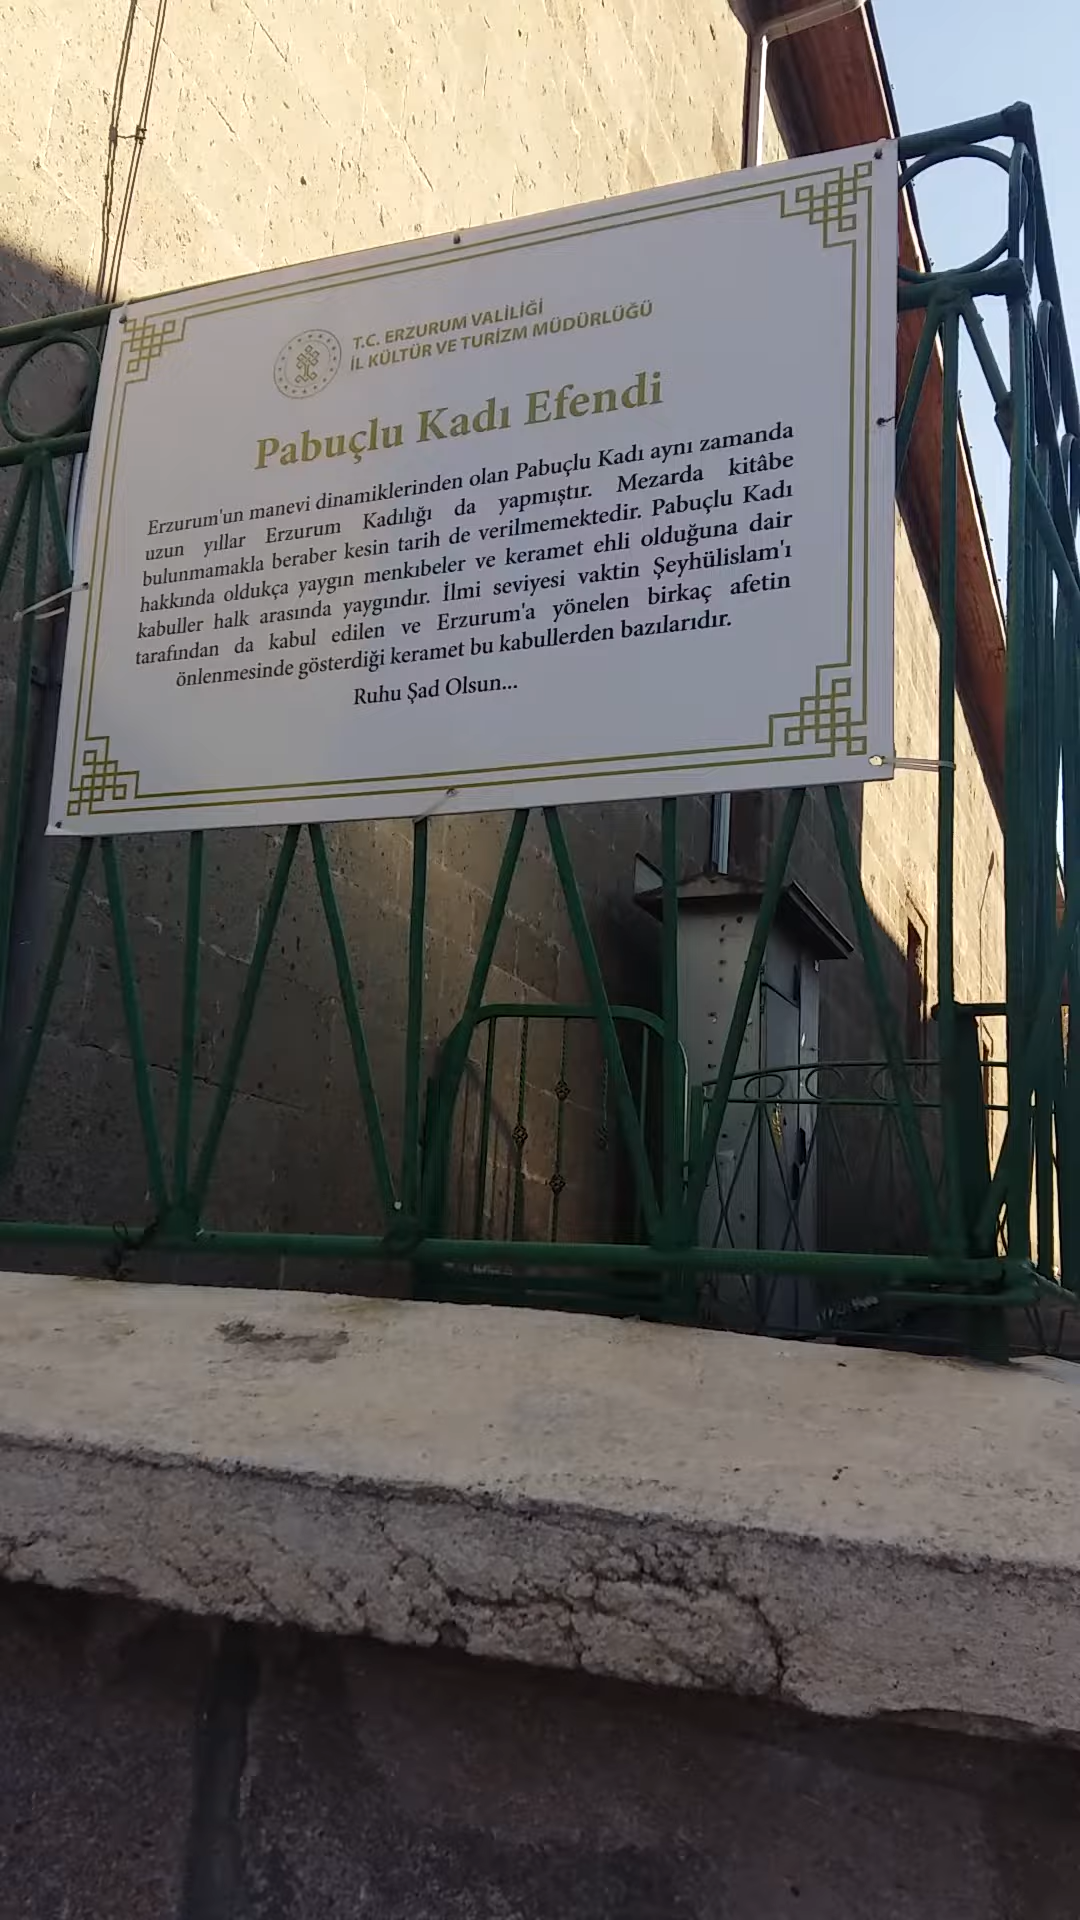 T.C. ERZURUM VALİLİĞİ
İL KÜLTÜR VE TURİZM MÜDÜRLÜĞÜ
Pabuçlu Kadı Efendi
Erzurum'un manevi dinamiklerinden olan Pabuçlu Kadı aynı zamanda
uzun yıllar Erzurum Kadılığı da yapmıştır. Mezarda kitâbe
bulunmamakla beraber kesin tarih de verilmemektedir. Pabuçlu Kadı
hakkında oldukça yaygın menkıbeler ve keramet ehli olduğuna dair
kabuller halk arasında yaygındır. İlmi seviyesi vaktin Şeyhülislam'ı
tarafından da kabul edilen ve Erzurum'a yönelen birkaç afetin
önlenmesinde gösterdiği keramet bu kabullerden bazılarıdır.
Ruhu Şad Olsun...